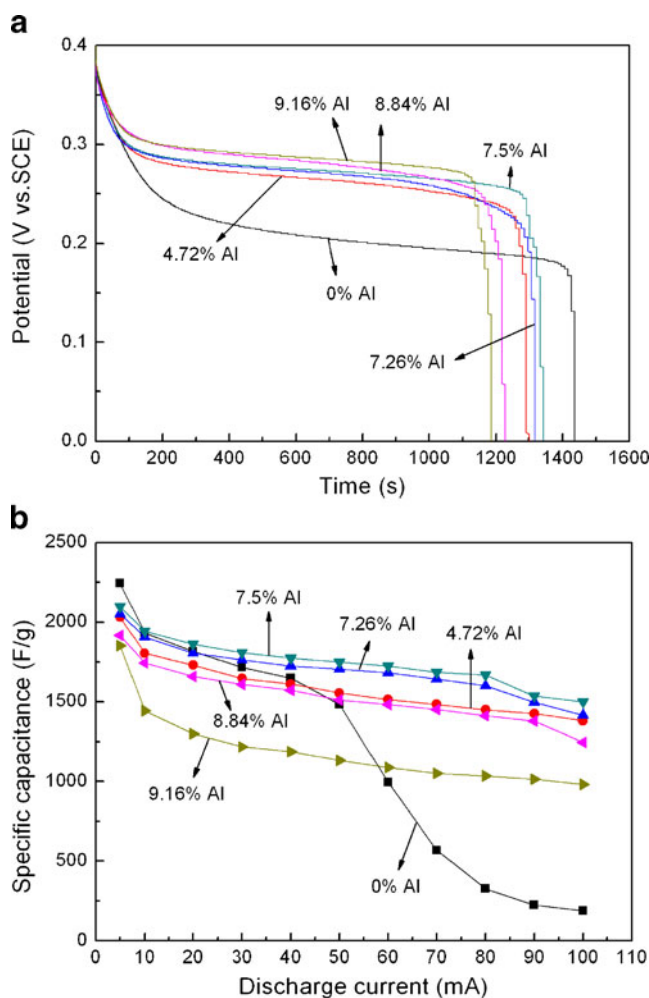 a
0.4
0.3
0.2
0.1
0.0
Potential (V vs.SCE)
9.16% Al
8.84% Al
7.5% Al
4.72% Al
0% Al
7.26% Al
0 200 400 600 800 1000 1200 1400 1600
Time (s)
b
2500
2000
1500
1000
500
0
Specific capacitance (F/g)
7.5% Al
7.26% Al
4.72% Al
8.84% Al
9.16% Al
0% Al
0 10 20 30 40 50 60 70 80 90 100 110
Discharge current (mA)